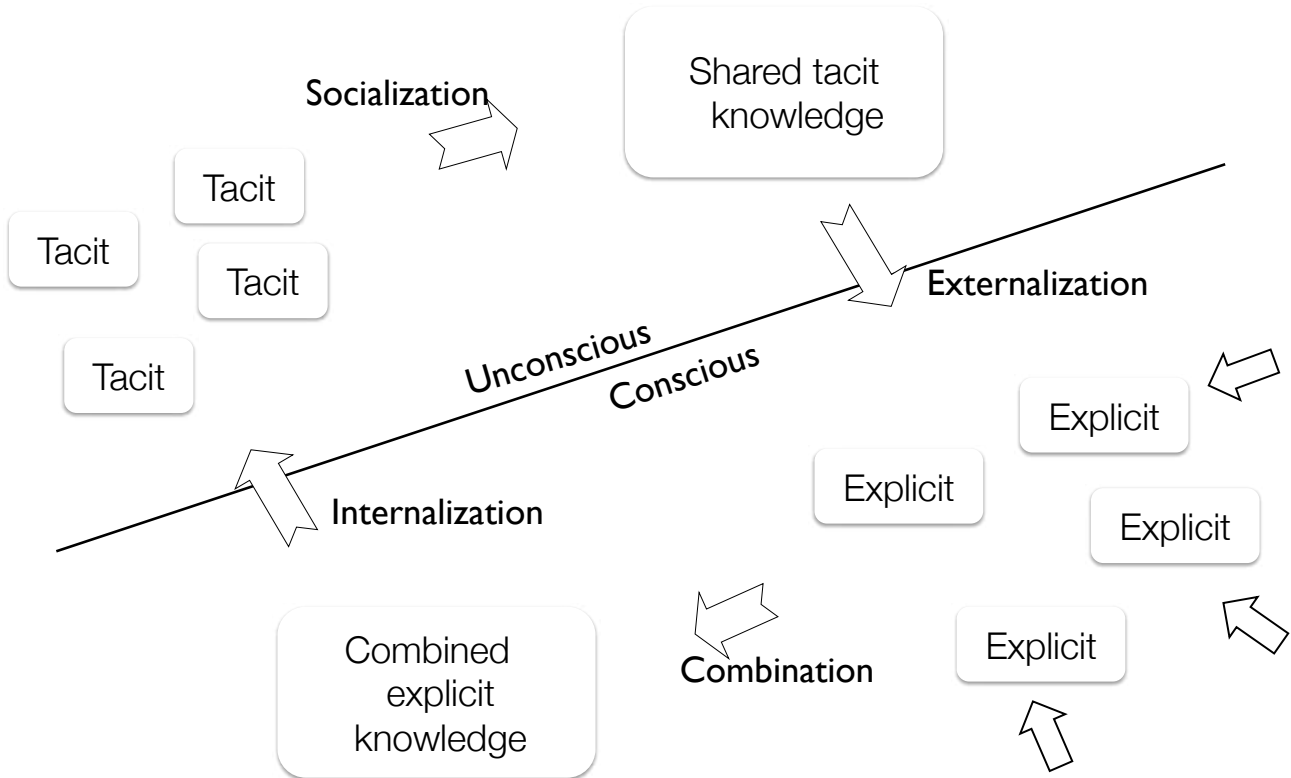 Shared tacit
knowledge
Socialization
Tacit
Tacit
Tacit
Tacit
Externalization
Unconscious
Conscious
Explicit
Explicit
Explicit
Internalization
Explicit
Combined
explicit
knowledge
Combination